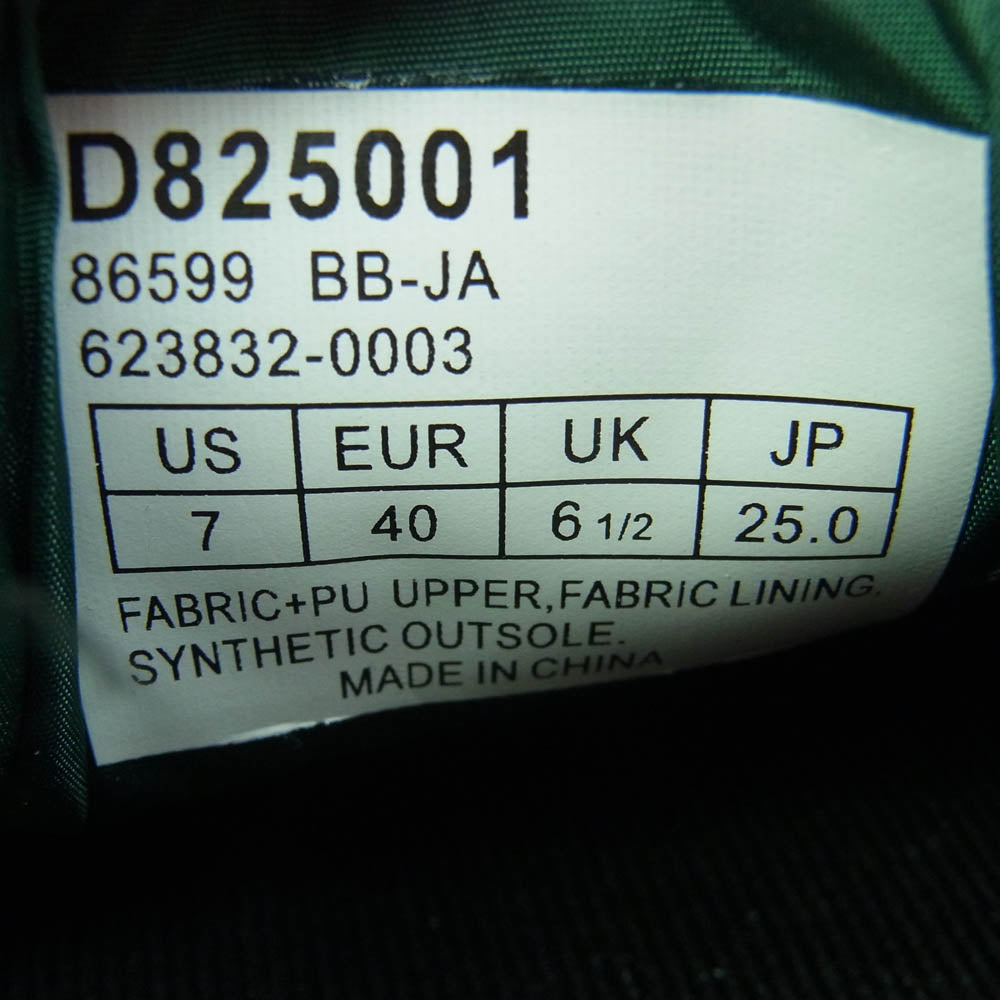 D825001
86599 BB-JA
623832-0003
US EUR UK JP
7 40 6 1/2 25.0
FABRIC+PU UPPER,FABRIC LINING.
SYNTHETIC OUTSOLE.
MADE IN CHINA